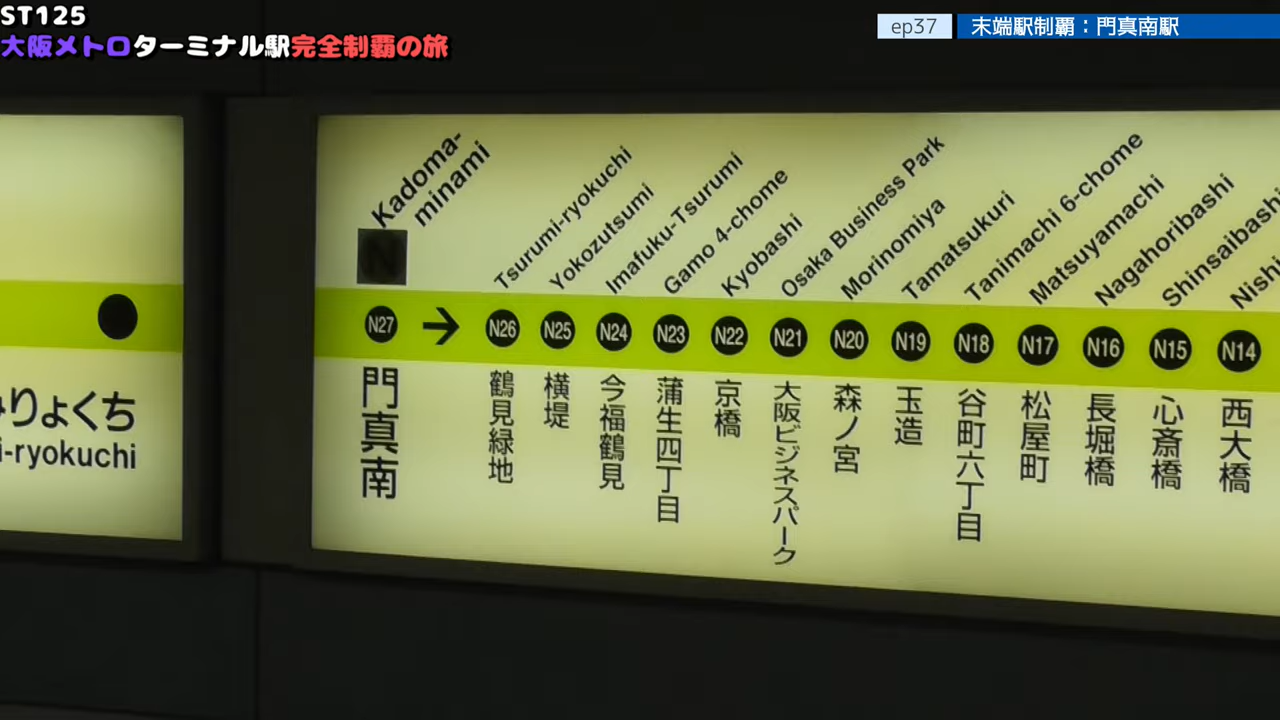 ST125
大阪メトロターミナル駅完全制覇の旅
ep37
末端駅制覇：門真南駅
りょくち
i-ryokuchi
Kadoma-
minami
N
Tsurumi-ryokuchi
Yokozutsumi
Imafuku-Tsurumi
Gamo 4-chome
Kyobashi
Osaka Business Park
Morinomiya
Tamatsukuri
Tanimachi 6-chome
Matsuyamachi
Nagahoribashi
Shinsaibashi
Nishi
N27
N26
N25
N24
N23
N22
N21
N20
N19
N18
N17
N16
N15
N14
門真南
鶴見緑地
横堤
今福鶴見
蒲生四丁目
京橋
大阪ビジネスパーク
森ノ宮
玉造
谷町六丁目
松屋町
長堀橋
心斎橋
西大橋